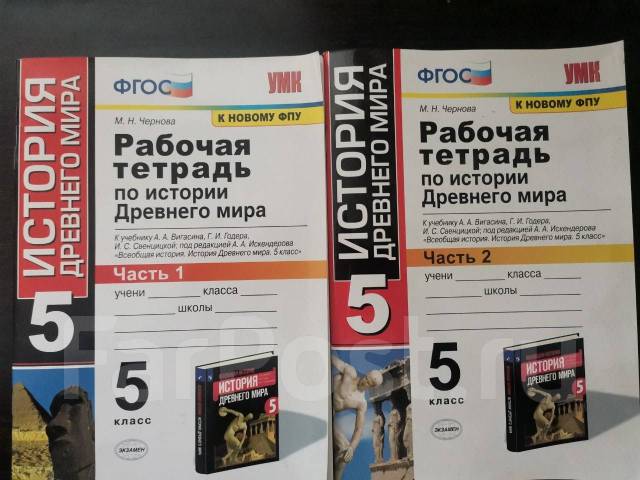 ИСТОРИЯ
ДРЕВНЕГО МИРА
5
ФГОС
УМК
К НОВОМУ ФПУ
М. Н. Чернова
Рабочая
тетрадь
по истории
Древнего мира
К учебнику А. А. Вигасина, Г. И. Годера,
И. С. Свенцицкой; под редакцией А. А. Искендерова
«Всеобщая история. История Древнего мира. 5 класс»
Часть 1
учени класса
школы
5
КЛАСС
ЭКЗАМЕН
ИСТОРИЯ
ДРЕВНЕГО МИРА
5
ИСТОРИЯ
ДРЕВНЕГО МИРА
5
ФГОС
УМК
К НОВОМУ ФПУ
М. Н. Чернова
Рабочая
тетрадь
по истории
Древнего мира
К учебнику А. А. Вигасина, Г. И. Годера,
И. С. Свенцицкой; под редакцией А. А. Искендерова
«Всеобщая история. История Древнего мира. 5 класс»
Часть 2
учени класса
школы
5
КЛАСС
ЭКЗАМЕН
ИСТОРИЯ
ДРЕВНЕГО МИРА
5
FarPost.ru